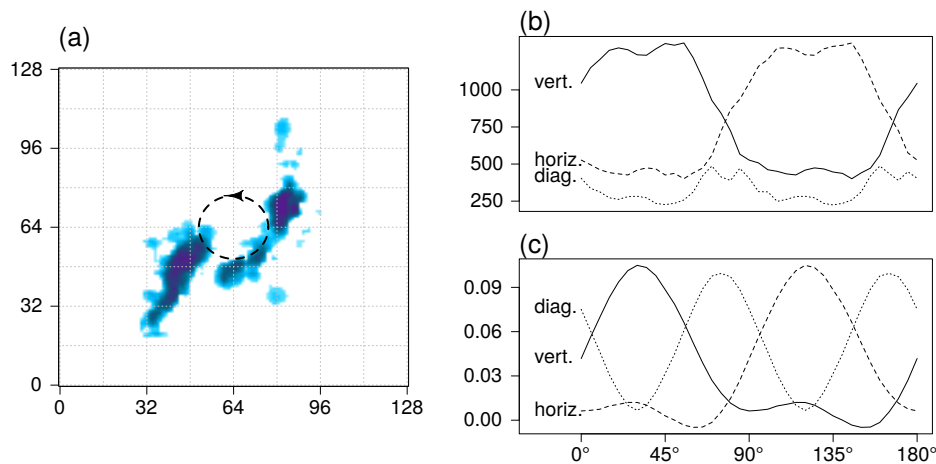 (a)
128
96
64
32
0
0 32 64 96 128
(b)
1000
750
500
250
vert.
horiz.
diag.
(c)
0.09
0.06
0.03
0.00
diag.
vert.
horiz.
0° 45° 90° 135° 180°